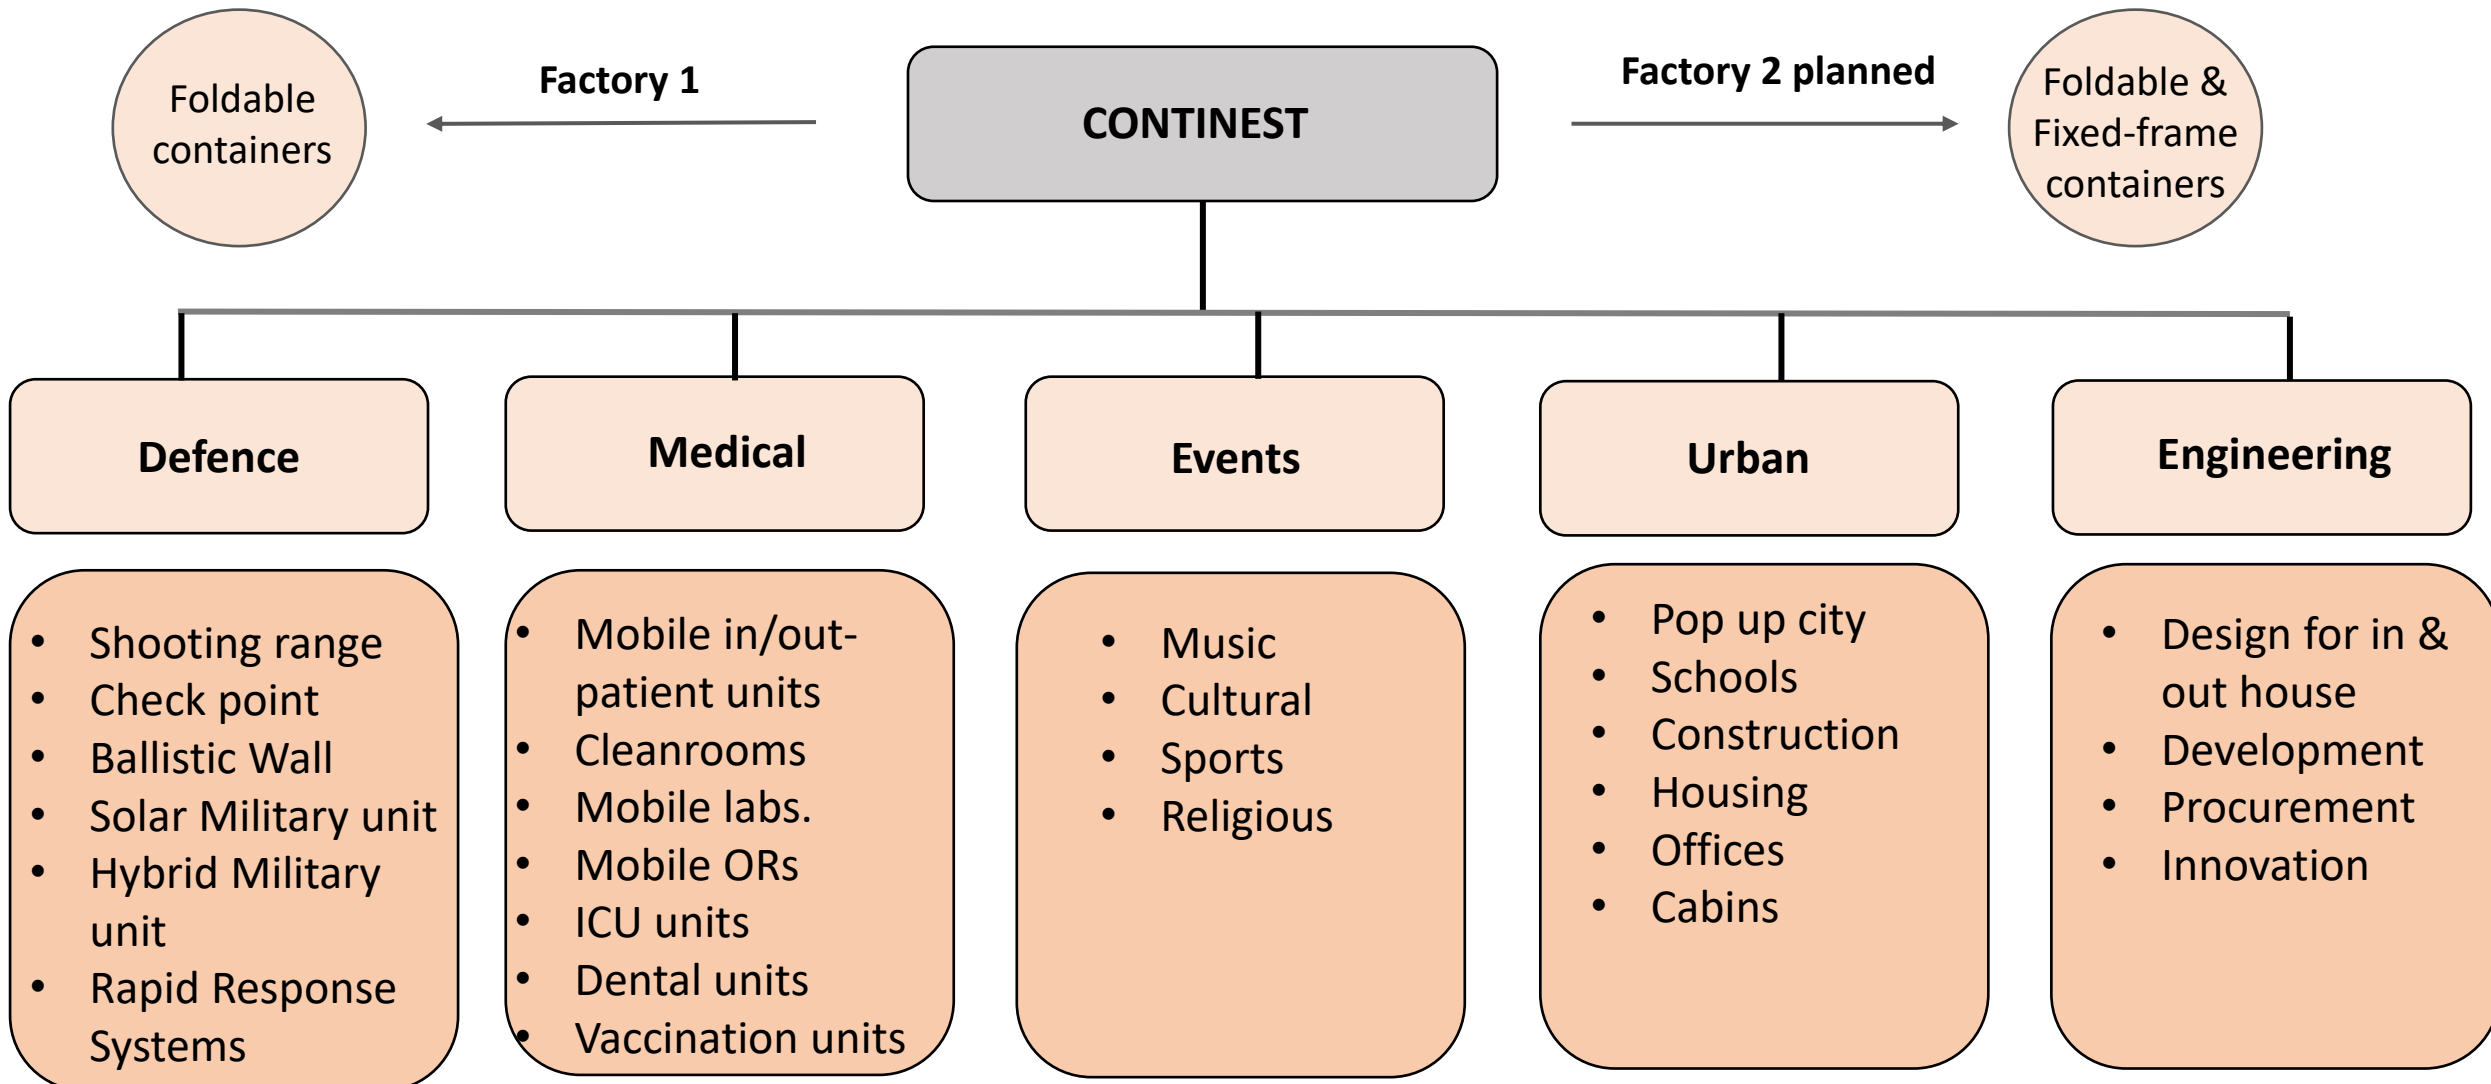 Foldable
containers
Factory 1
CONTINEST
Factory 2 planned
Foldable &
Fixed-frame
containers
Defence
Medical
Events
Urban
Engineering
• Shooting range
• Check point
• Ballistic Wall
• Solar Military unit
• Hybrid Military
unit
• Rapid Response
Systems
• Mobile in/out-
patient units
• Cleanrooms
• Mobile labs.
• Mobile ORs
• ICU units
• Dental units
• Vaccination units
• Music
• Cultural
• Sports
• Religious
• Pop up city
• Schools
• Construction
• Housing
• Offices
• Cabins
• Design for in &
out house
• Development
• Procurement
• Innovation